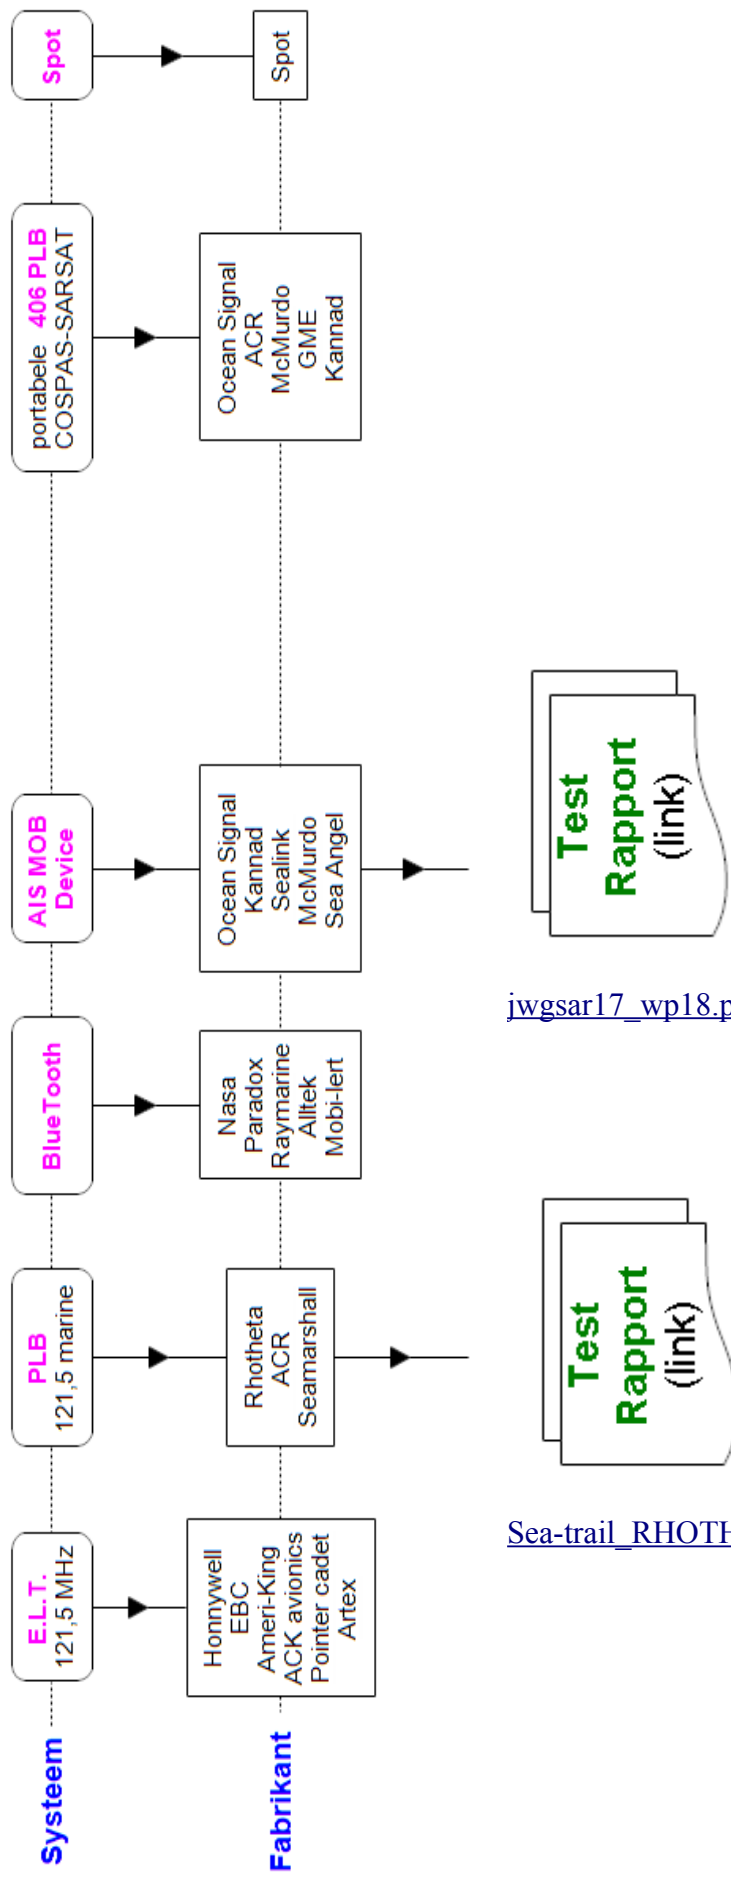 Systeem
E.L.T.
121,5 MHz
PLB
121,5 marine
BlueTooth
AIS MOB
Device
portabele 406 PLB
COSPAS-SARSAT
Spot
Fabrikant
Honnywell
EBC
Ameri-King
ACK avionics
Pointer cadet
Artex
Rhotheta
ACR
Seamarshall
Nasa
Paradox
Raymarine
Alltek
Mobi-lert
Ocean Signal
Kannad
Sealink
McMurdo
Sea Angel
Ocean Signal
ACR
McMurdo
GME
Kannad
Spot
Test
Rapport
(link)
Test
Rapport
(link)
jwgsar17_wp18.p
Sea-trail_RHOTH